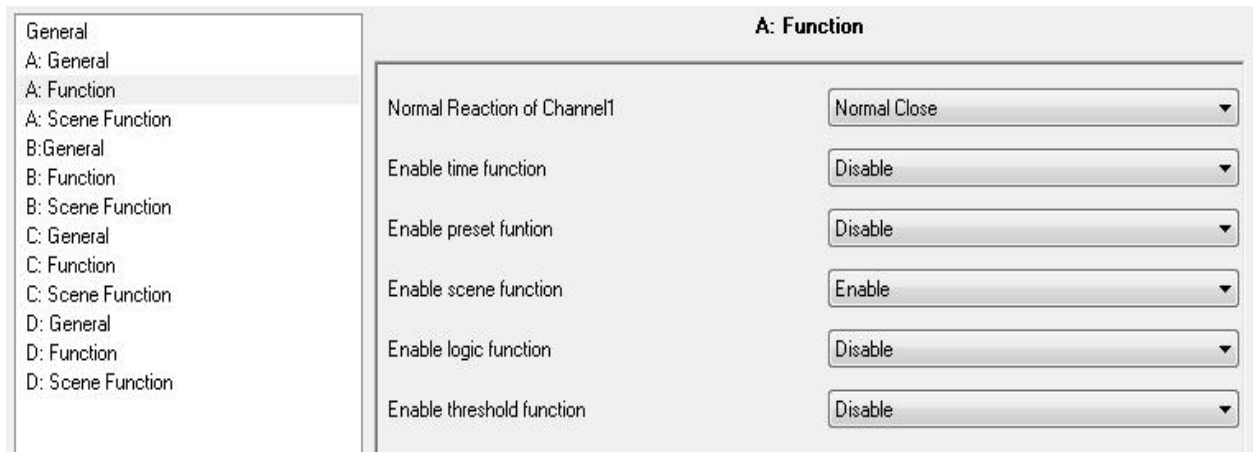 General
A: General
A: Function
A: Scene Function
B:General
B: Function
B: Scene Function
C: General
C: Function
C: Scene Function
D: General
D: Function
D: Scene Function
A: Function
Normal Reaction of Channel1 Normal Close
Enable time function Disable
Enable preset funtion Disable
Enable scene function Enable
Enable logic function Disable
Enable threshold function Disable